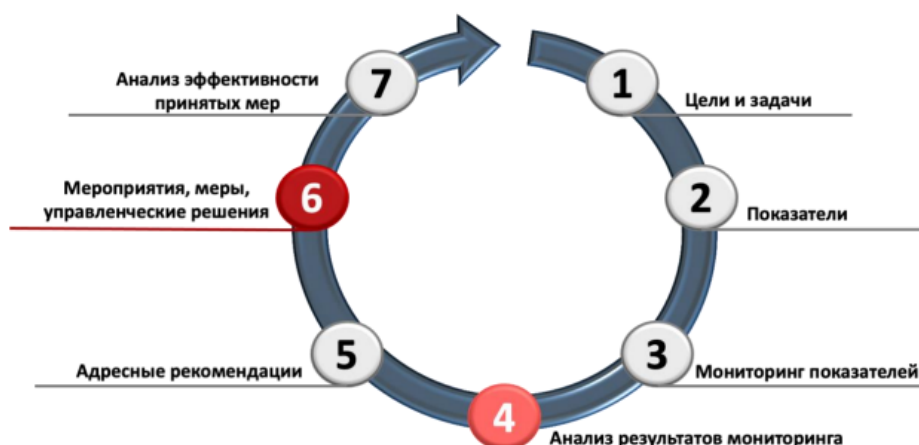 1
Цели и задачи
2
Показатели
3
Мониторинг показателей
4
Анализ результатов мониторинга
5
Адресные рекомендации
6
Мероприятия, меры,
управленческие решения
7
Анализ эффективности
принятых мер